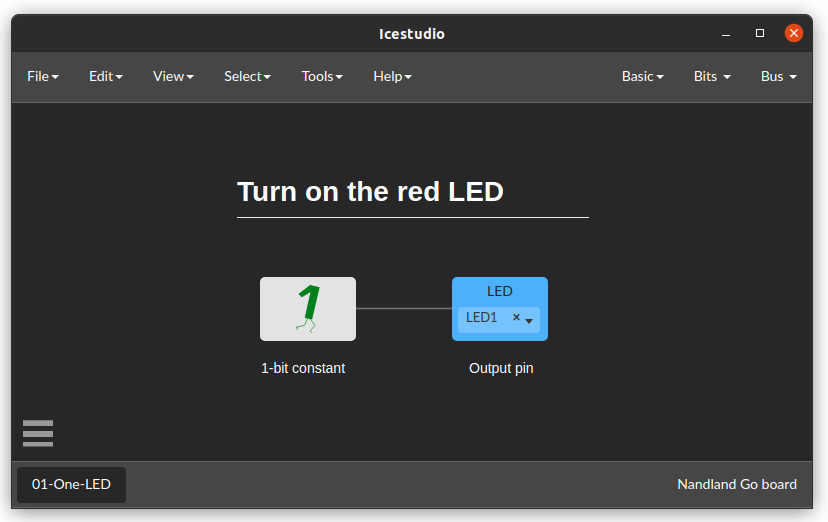 Icestudio
File Edit View Select Tools Help Basic Bits Bus
Turn on the red LED
1
LED
LED1 ×
1-bit constant
Output pin
01-One-LED
Nandland Go board